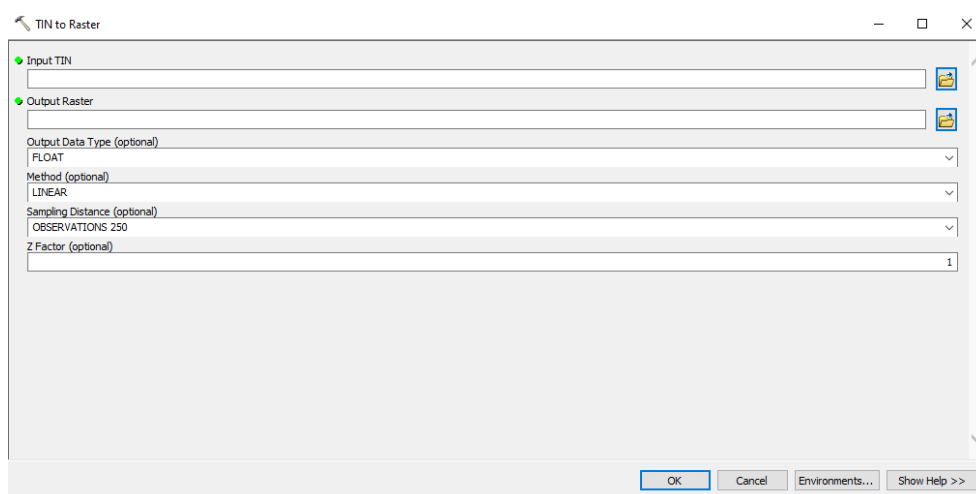 TIN to Raster
Input TIN
Output Raster
Output Data Type (optional)
FLOAT
Method (optional)
LINEAR
Sampling Distance (optional)
OBSERVATIONS 250
Z Factor (optional)
1
OK Cancel Environments... Show Help >>